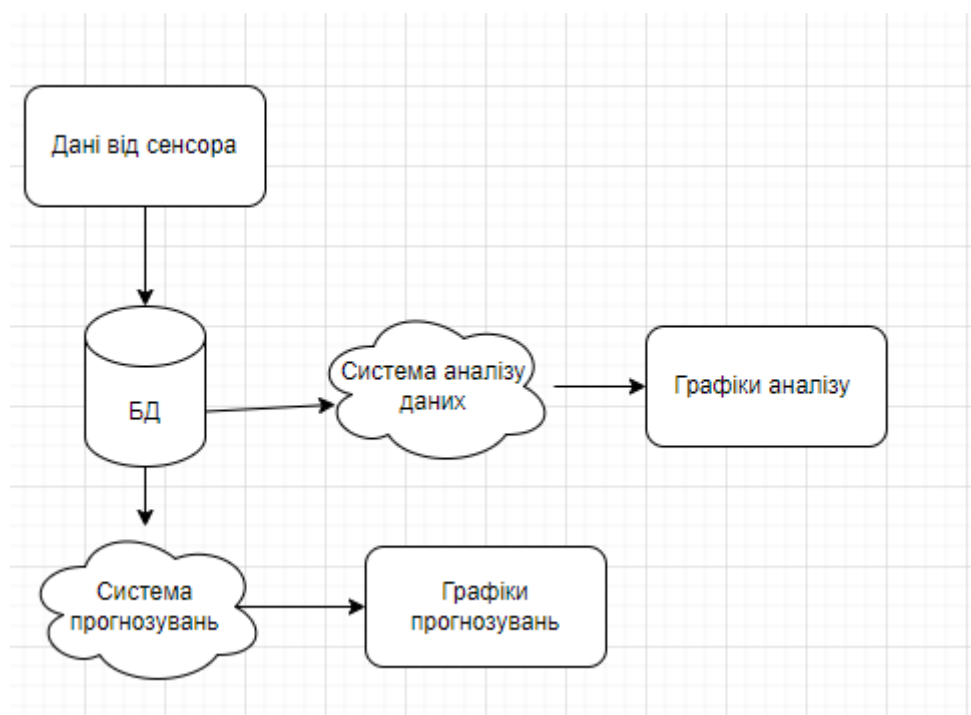 Дані від сенсора
БД
Система аналізу
даних
Графіки аналізу
Система
прогнозувань
Графіки
прогнозувань